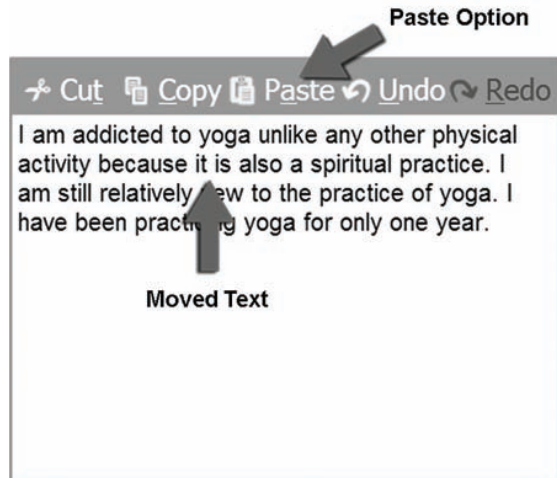 Paste Option
Cut Copy Paste Undo Redo
I am addicted to yoga unlike any other physical
activity because it is also a spiritual practice. I
am still relatively new to the practice of yoga. I
have been practicing yoga for only one year.
Moved Text